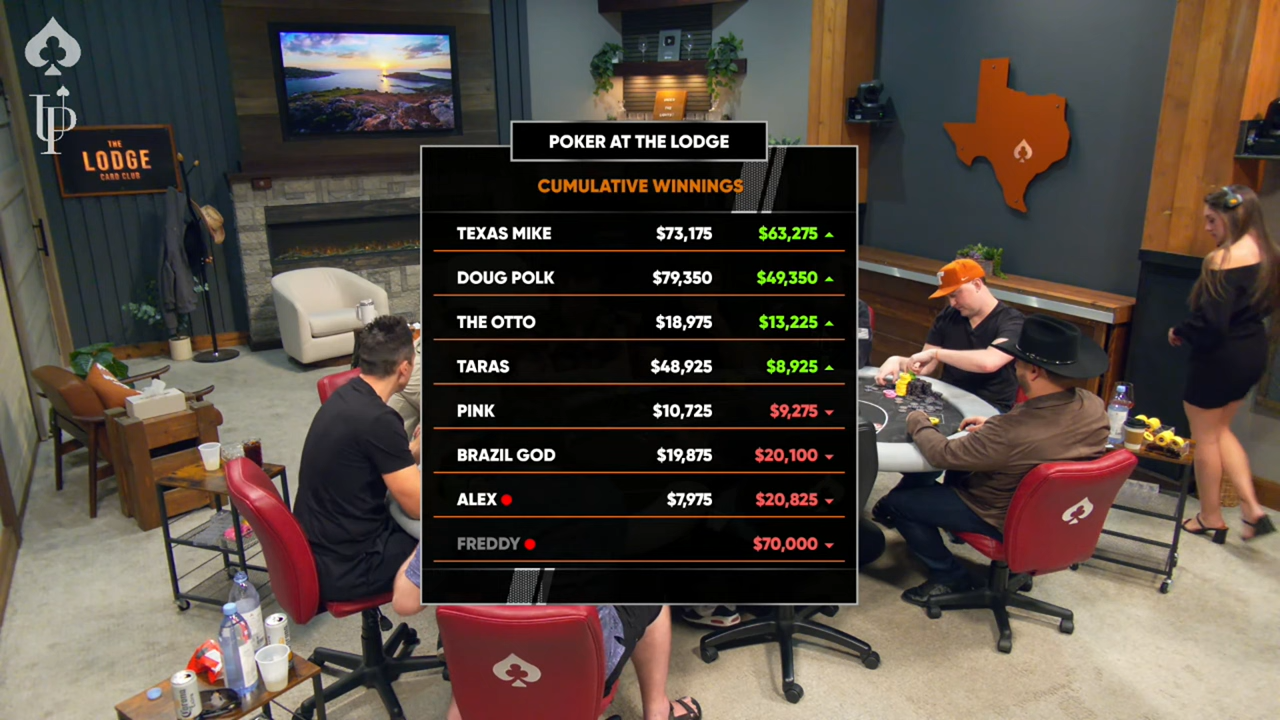 UP
THE
LODGE
CARD CLUB
POKER AT THE LODGE
CUMULATIVE WINNINGS
TEXAS MIKE $73,175 $63,275
DOUG POLK $79,350 $49,350
THE OTTO $18,975 $13,225
TARAS $48,925 $8,925
PINK $10,725 $9,275
BRAZIL GOD $19,875 $20,100
ALEX $7,975 $20,825
FREDDY $70,000